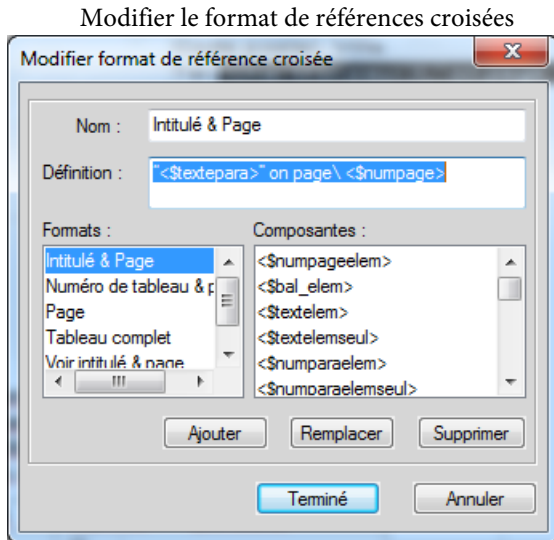 Modifier le format de références croisées
Modifier format de référence croisée
Nom : Intitulé & Page
Définition : "<$textepara>" on page\ <$numpage>
Formats :
Intitulé & Page
Numéro de tableau & p
Page
Tableau complet
Voir intitulé & page
Composantes :
<$numpageelem>
<$bal_elem>
<$textelem>
<$textelemseul>
<$numparaelem>
<$numparaelemseul>
Ajouter Remplacer Supprimer
Terminé Annuler